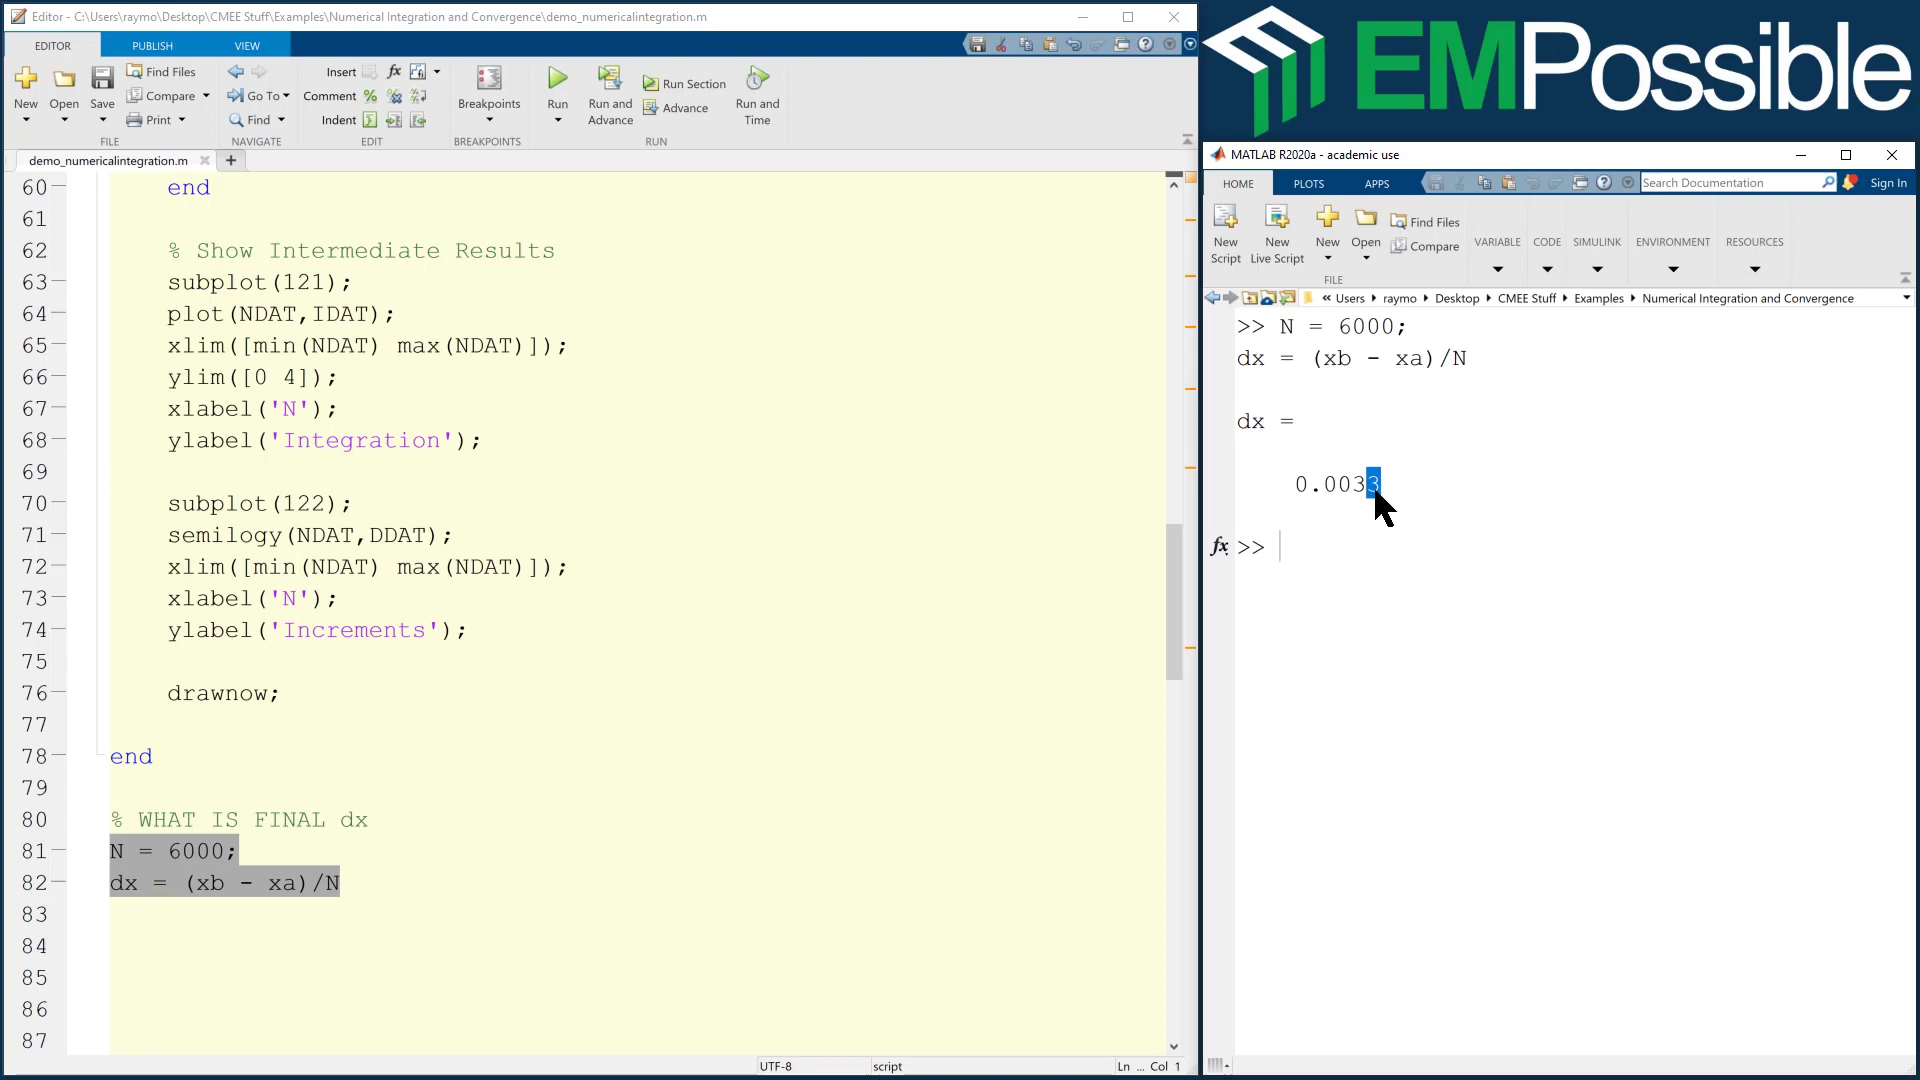 Editor - C:\Users\raymo\Desktop\CMEE Stuff\Examples\Numerical Integration and Convergence\demo_numericalintegration.m
EDITOR PUBLISH VIEW
New Open Save Find Files Compare Print
FILE
Go To Find
NAVIGATE
Insert fx
Comment %
Indent
EDIT
Breakpoints
BREAKPOINTS
Run Run and Advance Run Section Advance Run and Time
RUN
demo_numericalintegration.m
60 end
61
62 % Show Intermediate Results
63 subplot(121);
64 plot(NDAT,IDAT);
65 xlim([min(NDAT) max(NDAT)]);
66 ylim([0 4]);
67 xlabel('N');
68 ylabel('Integration');
69
70 subplot(122);
71 semilogy(NDAT,DDAT);
72 xlim([min(NDAT) max(NDAT)]);
73 xlabel('N');
74 ylabel('Increments');
75
76 drawnow;
77
78 end
79
80 % WHAT IS FINAL dx
81 N = 6000;
82 dx = (xb - xa)/N
83
84
85
86
87
UTF-8 script Ln ... Col 1
EMPossible
MATLAB R2020a - academic use
HOME PLOTS APPS Search Documentation Sign In
New Script New Live Script New Open Find Files Compare
FILE
VARIABLE CODE SIMULINK ENVIRONMENT RESOURCES
« Users raymo Desktop CMEE Stuff Examples Numerical Integration and Convergence
>> N = 6000;
dx = (xb - xa)/N
dx =
0.0033
fx >>